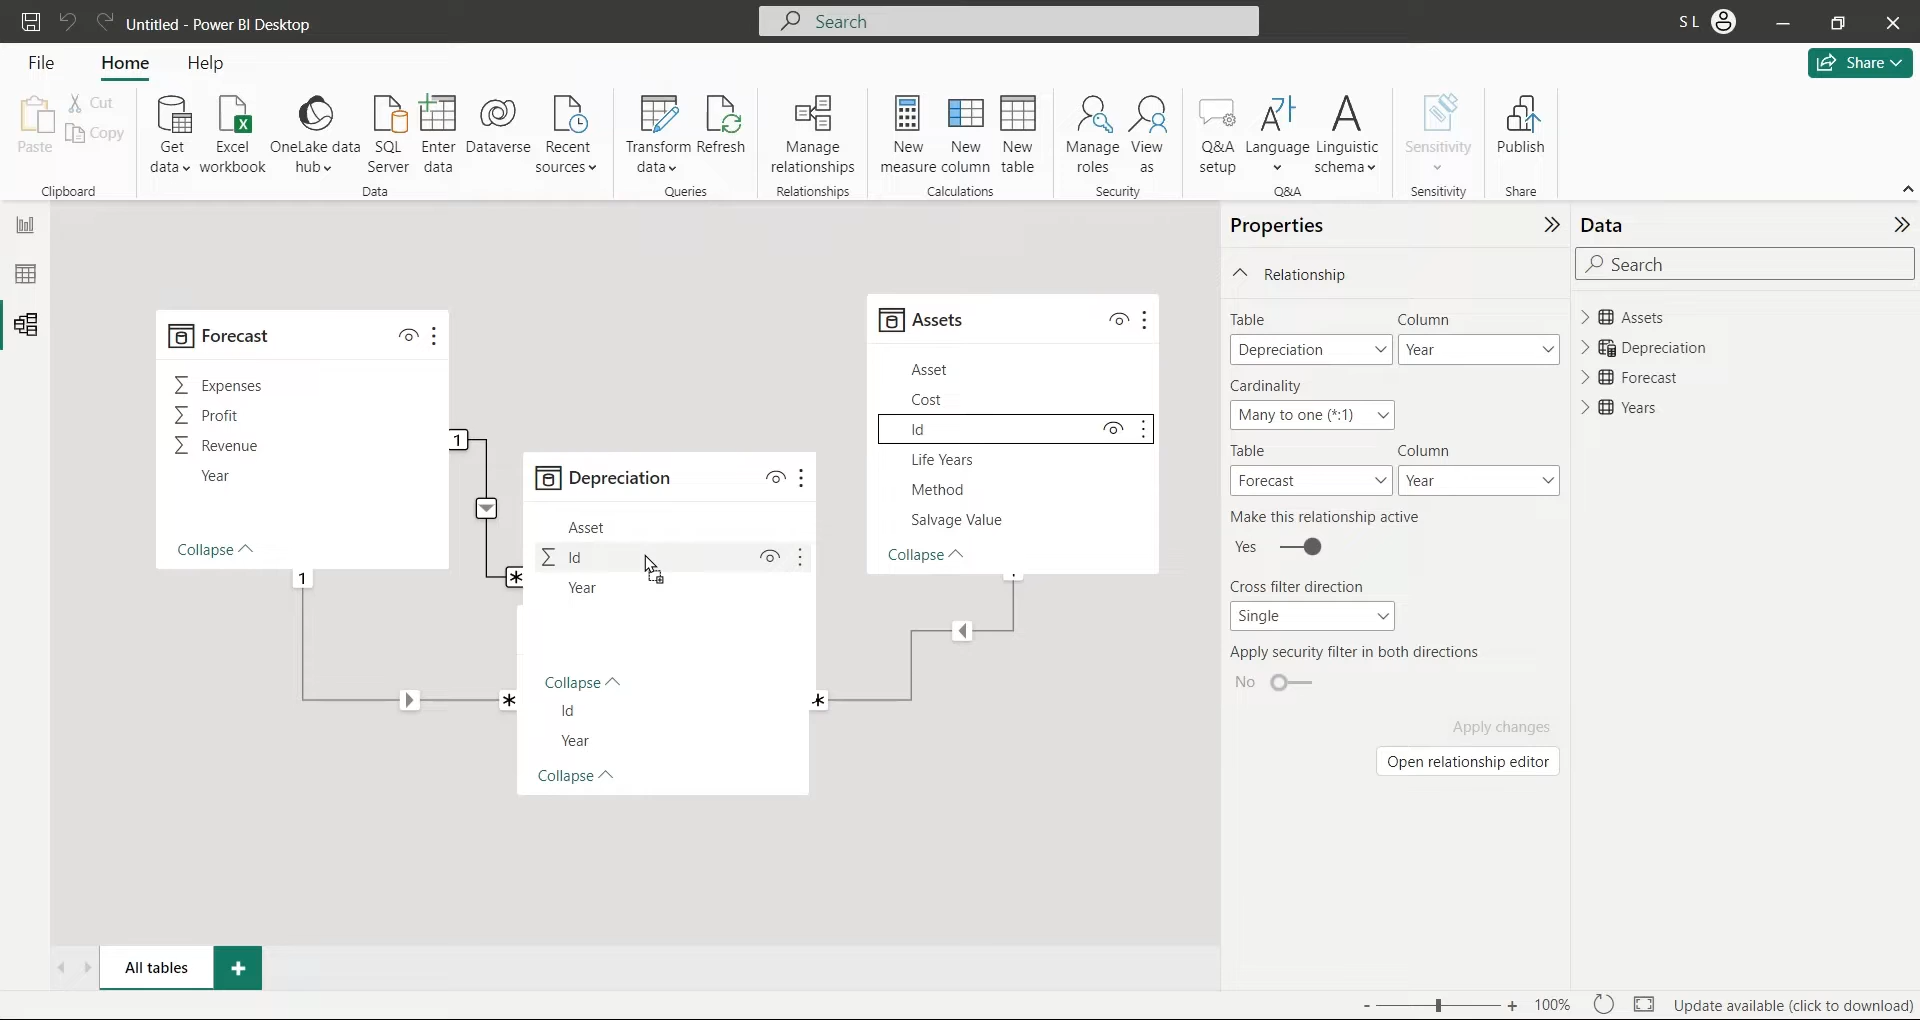 Untitled - Power BI Desktop
Search
S L
File
Home
Help
Share
Paste
Cut
Copy
Clipboard
Get data
Excel workbook
OneLake data hub
SQL Server
Enter data
Dataverse
Recent sources
Data
Transform data
Refresh
Queries
Manage relationships
Relationships
New measure
New column
New table
Calculations
Manage roles
View as
Security
Q&A setup
Language
Linguistic schema
Q&A
Sensitivity
Sensitivity
Publish
Share
Forecast
Σ Expenses
Σ Profit
Σ Revenue
Year
Collapse
1
1
*
*
Depreciation
Asset
Σ Id
Year
Collapse
Id
Year
Collapse
Assets
Asset
Cost
Id
Life Years
Method
Salvage Value
Collapse
*
Properties
Relationship
Table Column
Depreciation Year
Cardinality
Many to one (*:1)
Table Column
Forecast Year
Make this relationship active
Yes
Cross filter direction
Single
Apply security filter in both directions
No
Apply changes
Open relationship editor
Data
Search
Assets
Depreciation
Forecast
Years
All tables
+
- + 100%
Update available (click to download)